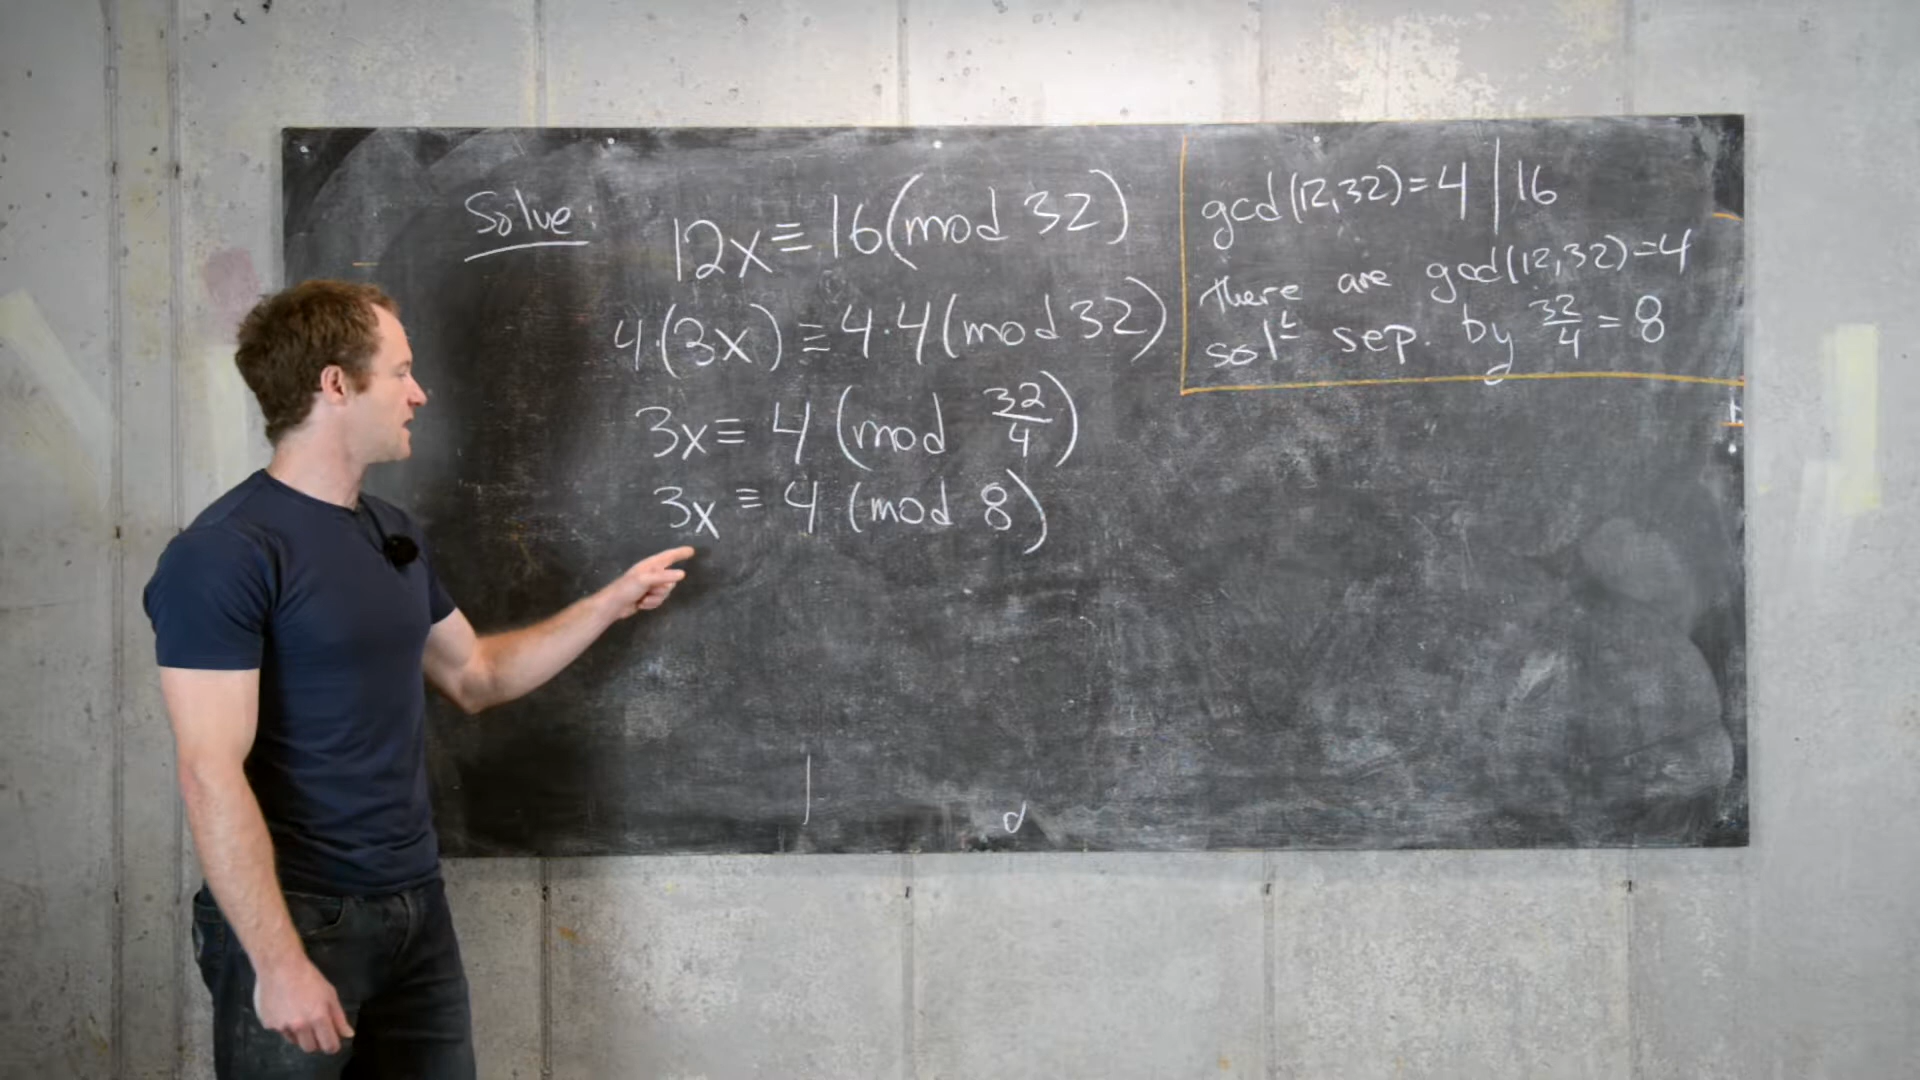 Solve: 12x ≡ 16 (mod 32)
4·(3x) ≡ 4·4 (mod 32)
3x ≡ 4 (mod 32/4)
3x ≡ 4 (mod 8)
gcd(12,32)=4 | 16
there are gcd(12,32)=4
sol^t sep. by 32/4 = 8
d